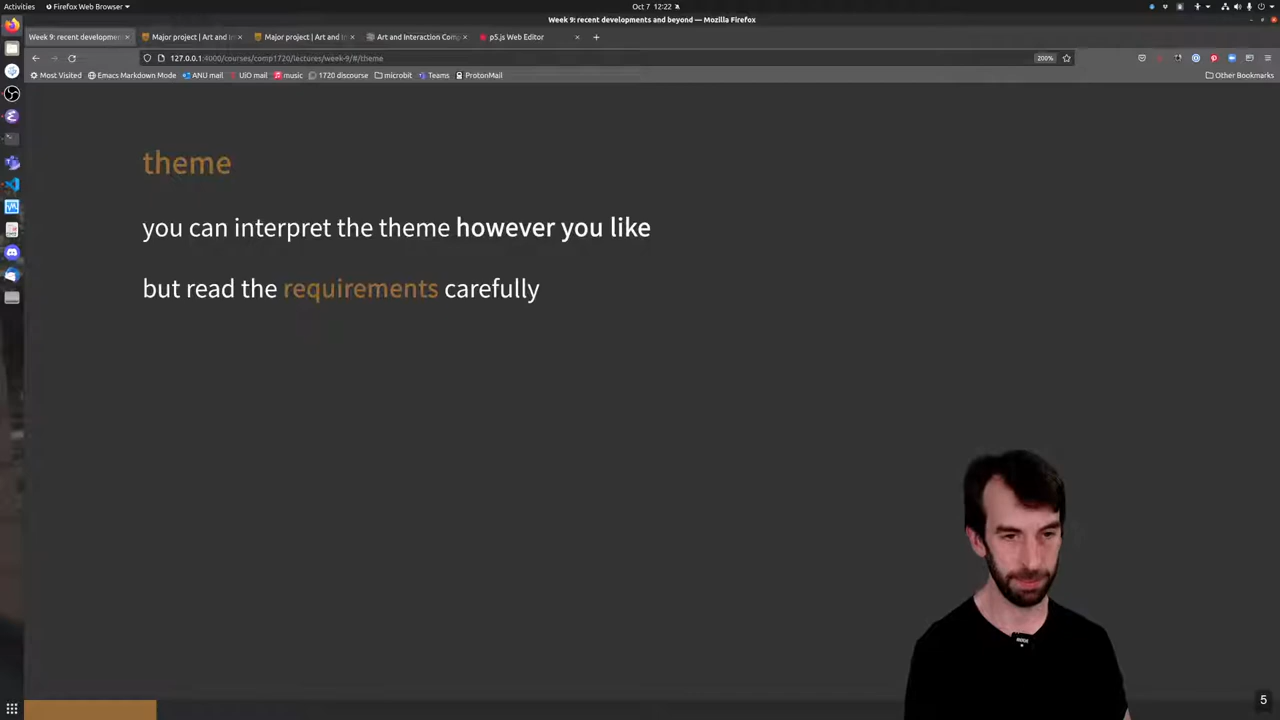 Activities
Firefox Web Browser
Oct 7 12:22
Week 9: recent developments and beyond — Mozilla Firefox
Week 9: recent developmen
Major project | Art and In
Major project | Art and Int
Art and Interaction Comp
p5.js Web Editor
127.0.0.1:4000/courses/comp1720/lectures/week-9/#/theme
200%
Most Visited
Emacs Markdown Mode
ANU mail
UiO mail
music
1720 discourse
microbit
Teams
ProtonMail
Other Bookmarks
theme
you can interpret the theme however you like
but read the requirements carefully
5